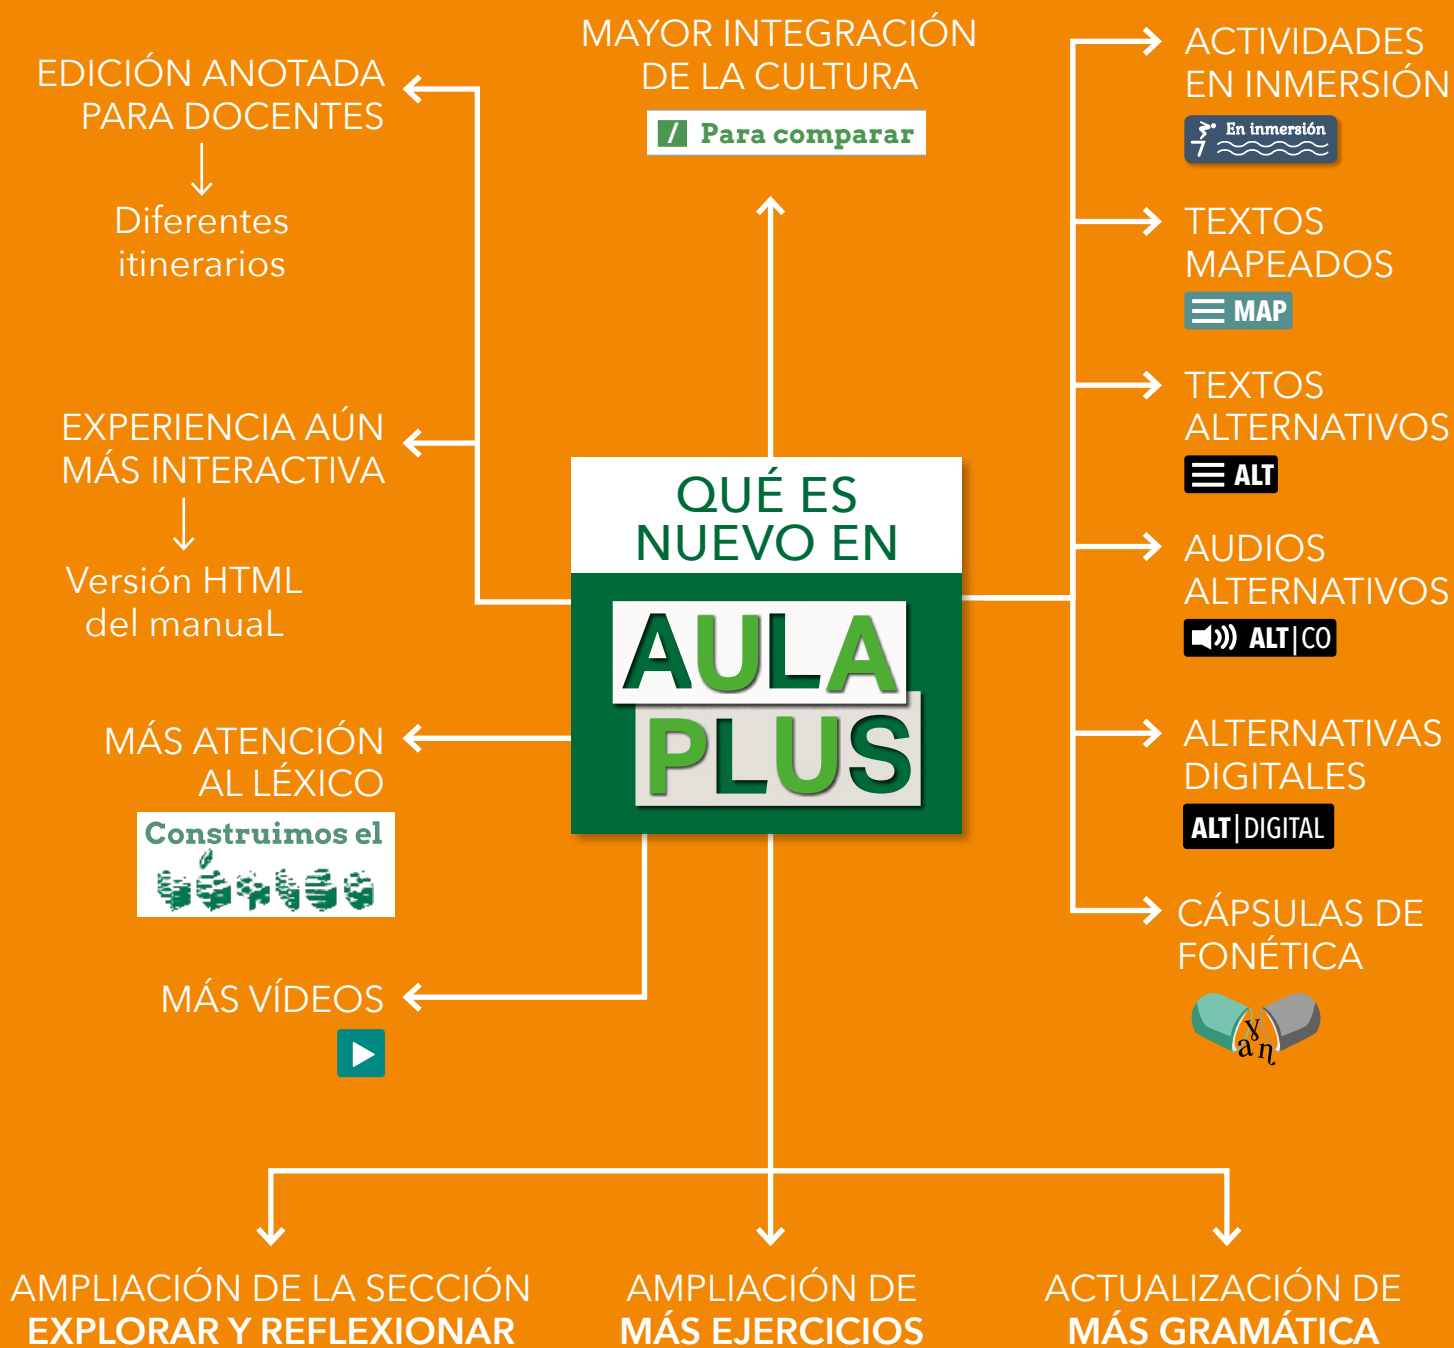 EDICIÓN ANOTADA
PARA DOCENTES
Diferentes
itinerarios
EXPERIENCIA AÚN
MÁS INTERACTIVA
Versión HTML
del manuaL
MÁS ATENCIÓN
AL LÉXICO
Construimos el
léxico
MÁS VÍDEOS
MAYOR INTEGRACIÓN
DE LA CULTURA
/ Para comparar
QUÉ ES
NUEVO EN
AULA
PLUS
ACTIVIDADES
EN INMERSIÓN
En inmersión
TEXTOS
MAPEADOS
MAP
TEXTOS
ALTERNATIVOS
ALT
AUDIOS
ALTERNATIVOS
ALT|CO
ALTERNATIVAS
DIGITALES
ALT|DIGITAL
CÁPSULAS DE
FONÉTICA
AMPLIACIÓN DE LA SECCIÓN
EXPLORAR Y REFLEXIONAR
AMPLIACIÓN DE
MÁS EJERCICIOS
ACTUALIZACIÓN DE
MÁS GRAMÁTICA